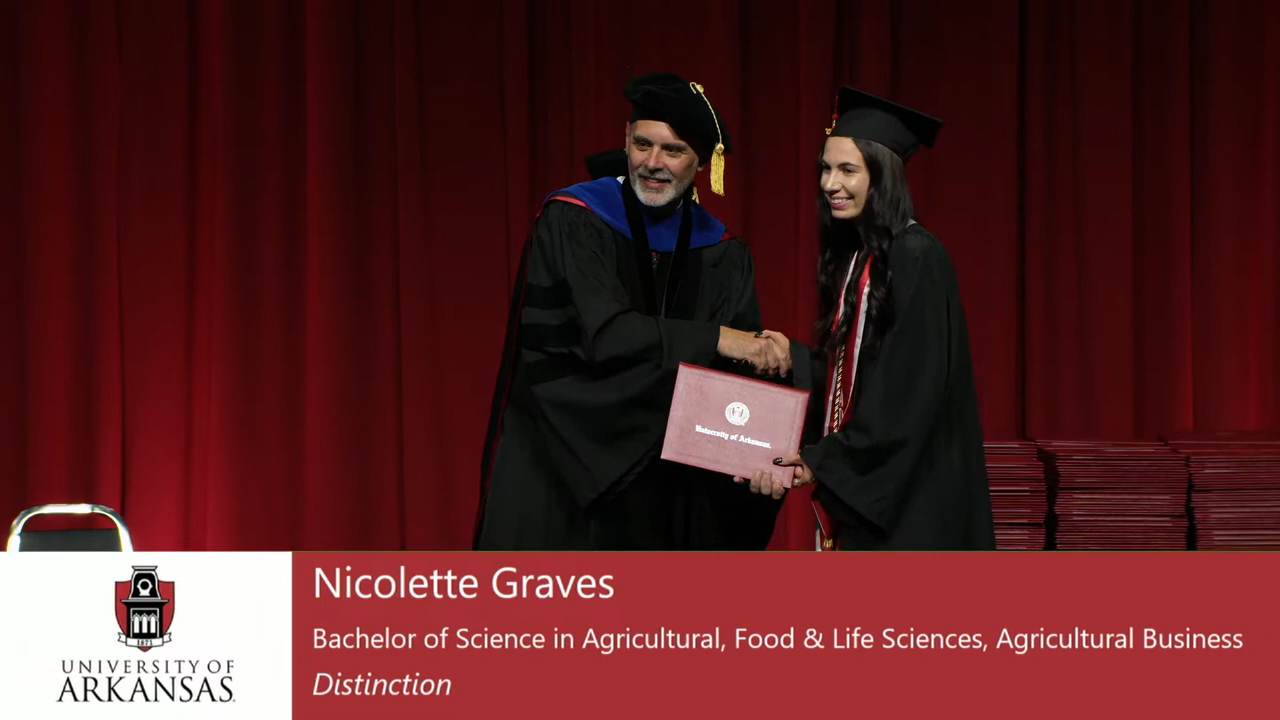 University of Arkansas
Nicolette Graves
Bachelor of Science in Agricultural, Food & Life Sciences, Agricultural Business
Distinction
1871
UNIVERSITY OF
ARKANSAS